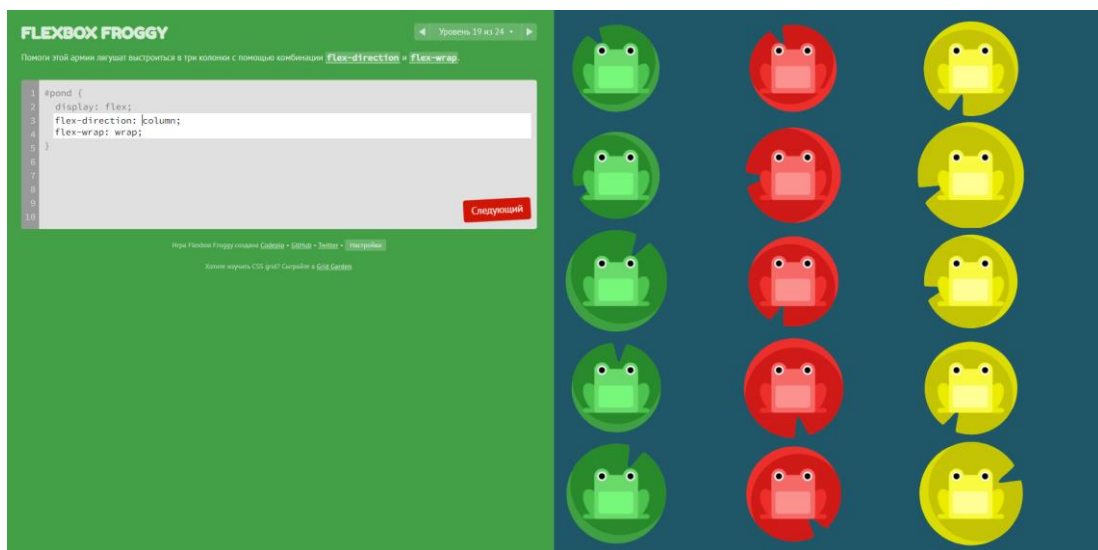 FLEXBOX FROGGY
◀ Уровень 19 из 24 ▾ ▶
Помоги этой армии лягушат выстроиться в три колонки с помощью комбинации flex-direction и flex-wrap.
1 #pond {
2 display: flex;
3 flex-direction: column;
4 flex-wrap: wrap;
5 }
6
7
8
9
10
Следующий
Игра Flexbox Froggy создана Codepip • GitHub • Twitter • Настройки
Хотите изучить CSS grid? Сыграйте в Grid Garden.